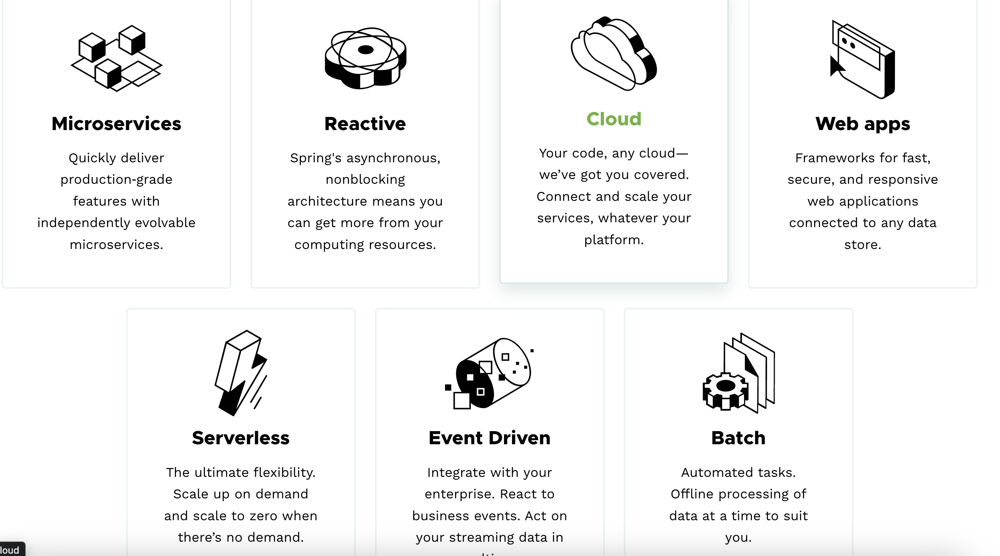 Microservices
Quickly deliver
production-grade
features with
independently evolvable
microservices.
Reactive
Spring's asynchronous,
nonblocking
architecture means you
can get more from your
computing resources.
Cloud
Your code, any cloud—
we’ve got you covered.
Connect and scale your
services, whatever your
platform.
Web apps
Frameworks for fast,
secure, and responsive
web applications
connected to any data
store.
Serverless
The ultimate flexibility.
Scale up on demand
and scale to zero when
there’s no demand.
Event Driven
Integrate with your
enterprise. React to
business events. Act on
your streaming data in
Batch
Automated tasks.
Offline processing of
data at a time to suit
you.
loud